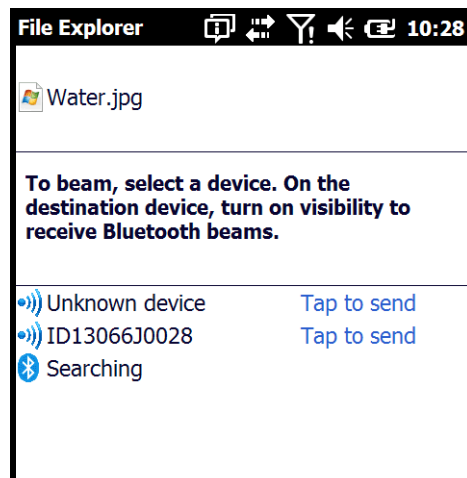 File Explorer 10:28
Water.jpg
To beam, select a device. On the
destination device, turn on visibility to
receive Bluetooth beams.
Unknown device Tap to send
ID13066J0028 Tap to send
Searching